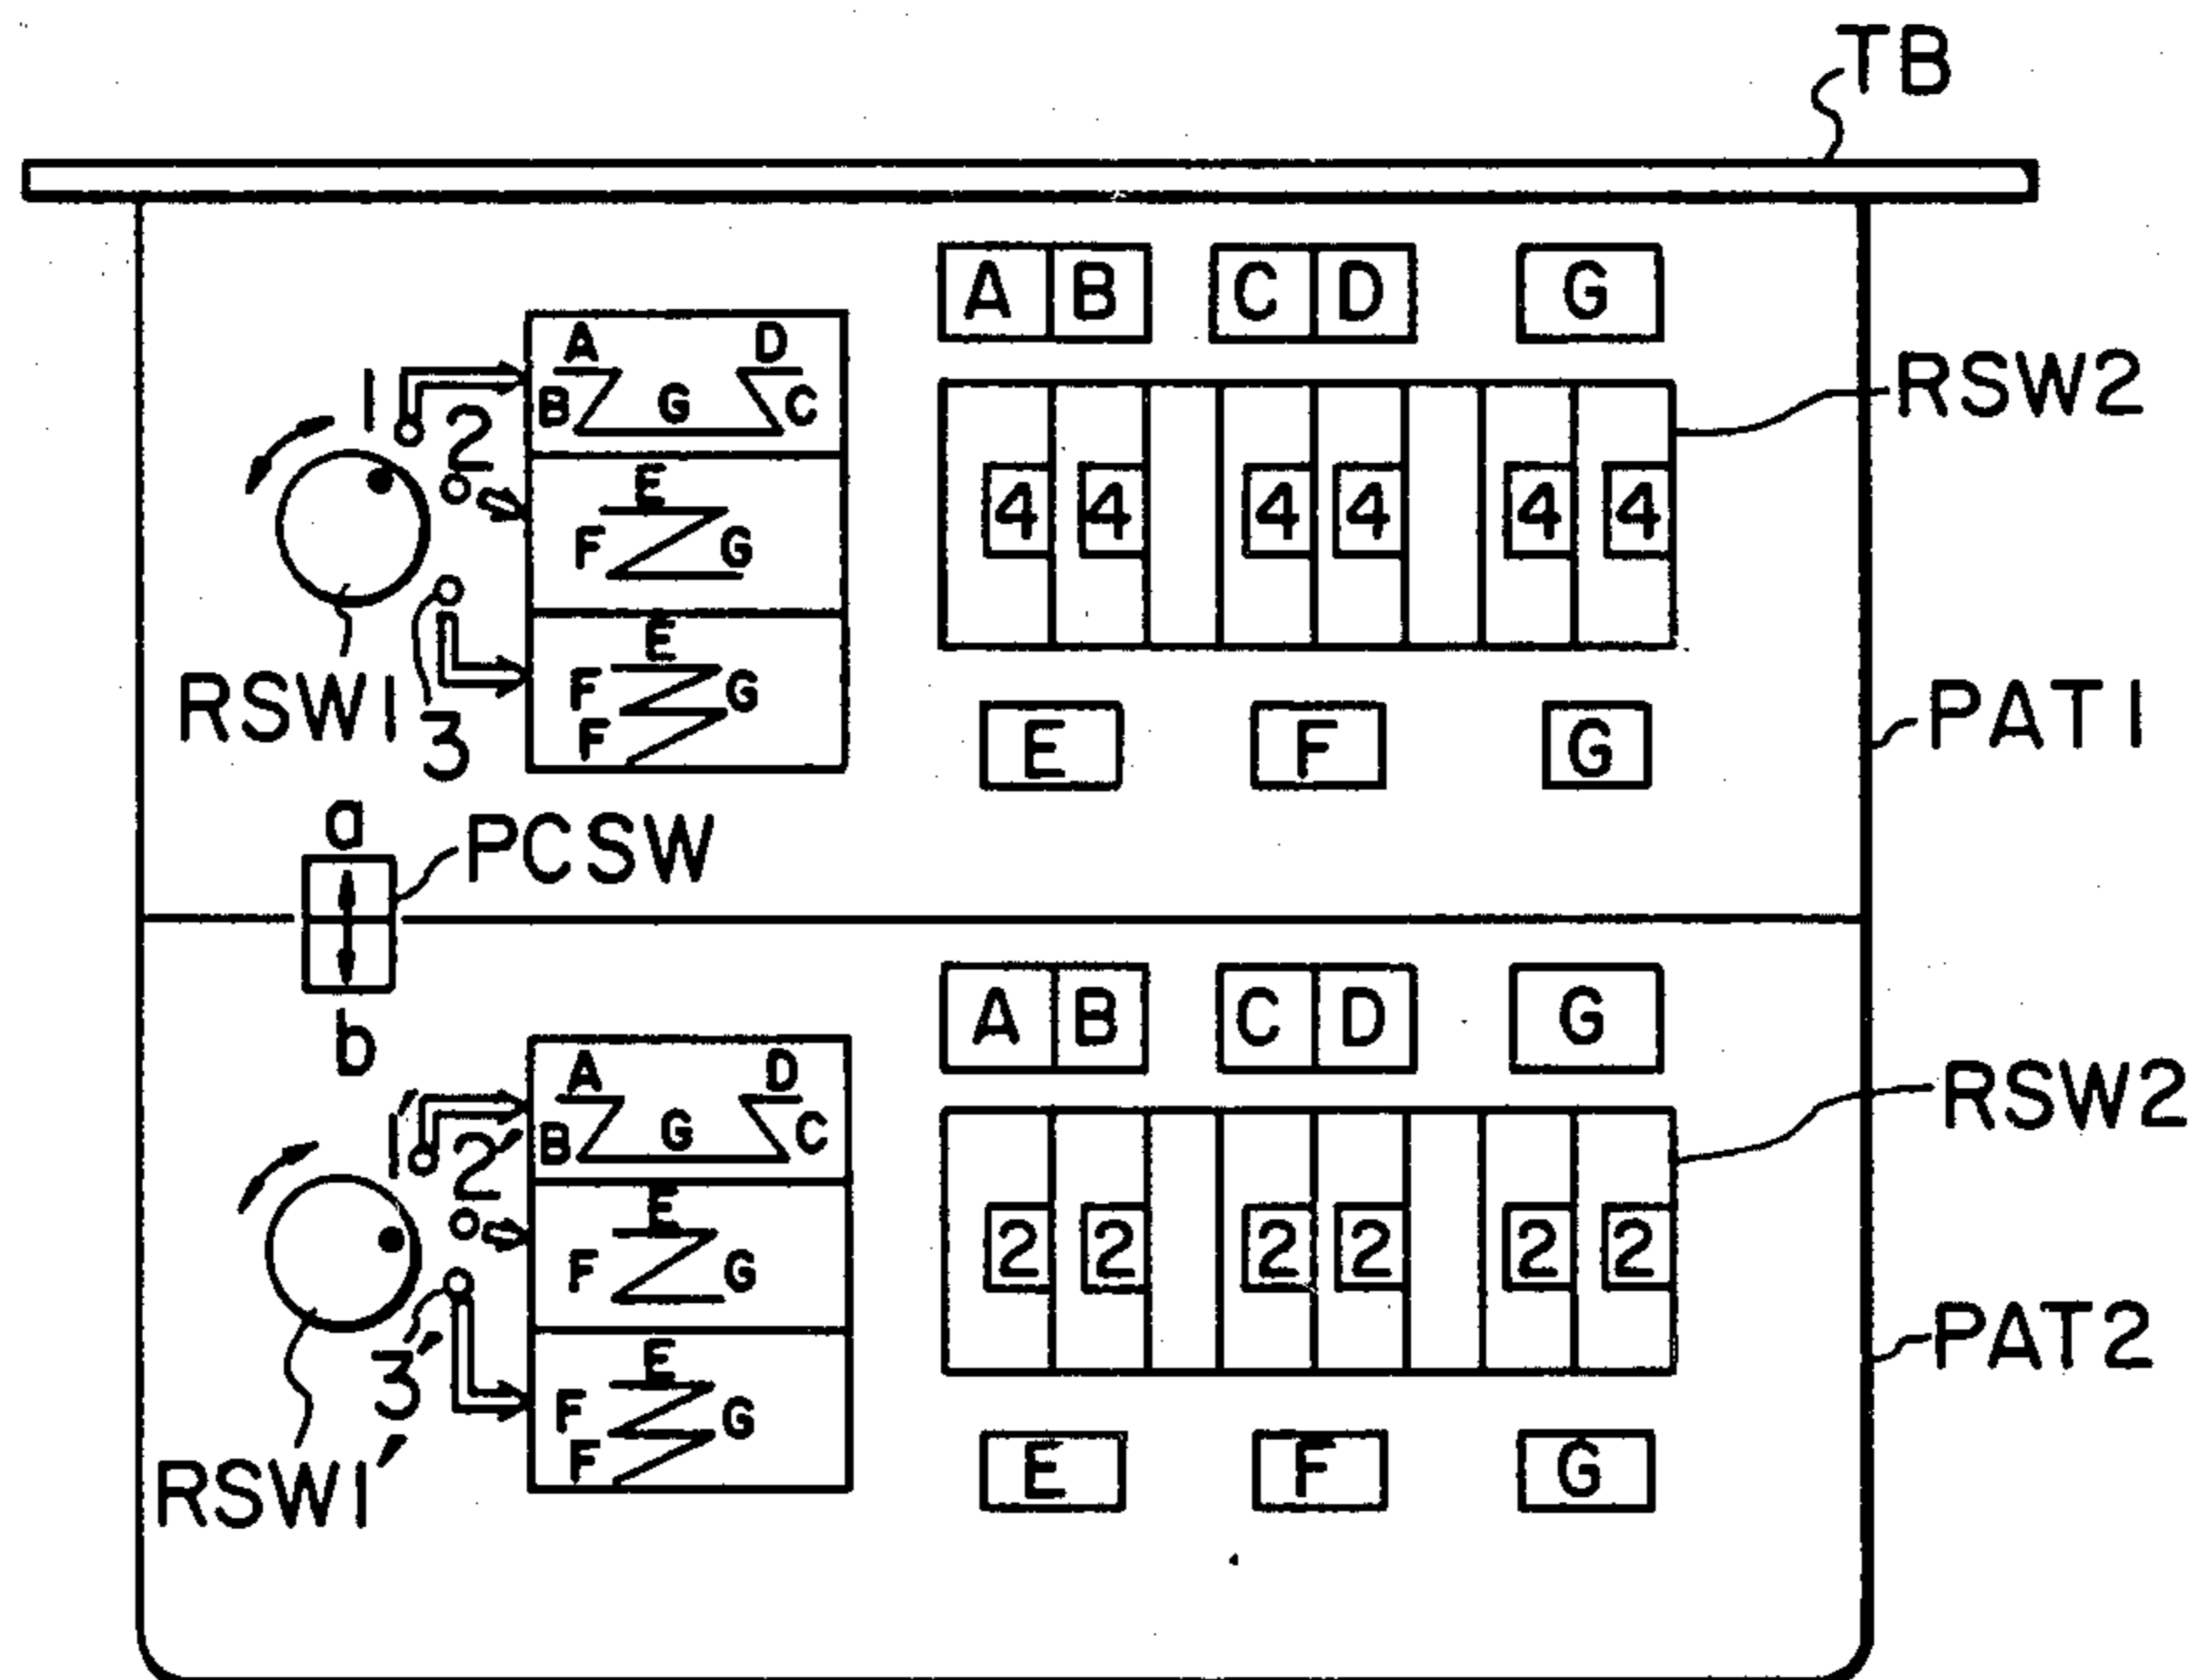 TB
A B C D G
A D
B G C
RSW2
1
2
E
F G
4 4 4 4 4 4
E
F G
F
RSW1
3
E F G
PAT1
a
PCSW
b
A B C D G
A D
B G C
RSW2
1'
2'
E
F G
2 2 2 2 2 2
3'
E
F G
F
PAT2
RSW1'
E F G